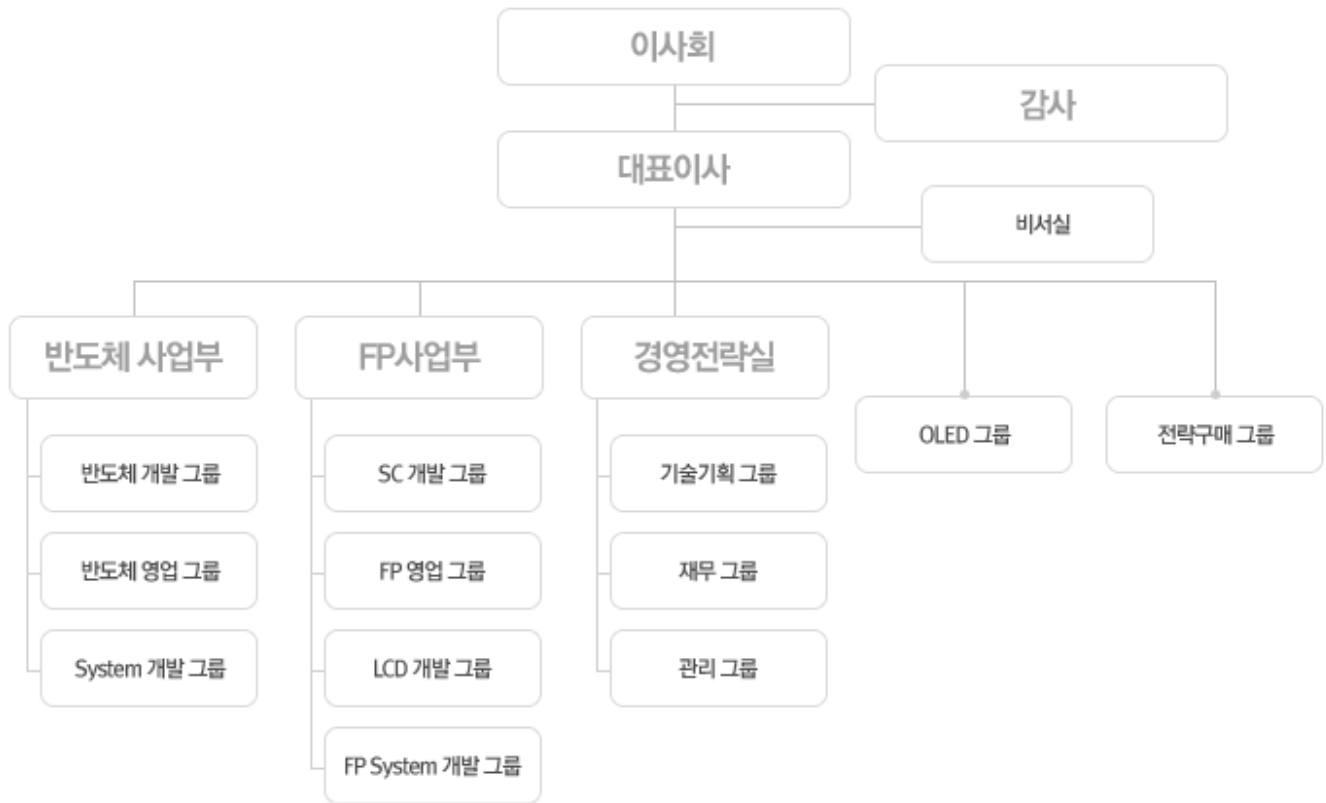 이사회
감사
대표이사
비서실
반도체 사업부
FP사업부
경영전략실
OLED 그룹
전략구매 그룹
반도체 개발 그룹
SC 개발 그룹
기술기획 그룹
반도체 영업 그룹
FP 영업 그룹
재무 그룹
System 개발 그룹
LCD 개발 그룹
관리 그룹
FP System 개발 그룹